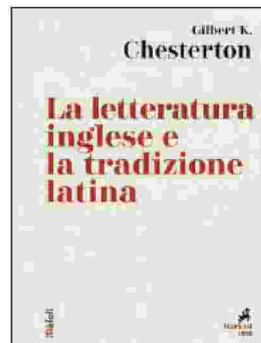 Gilbert K.
Chesterton
La letteratura
inglese e
la tradizione
latina